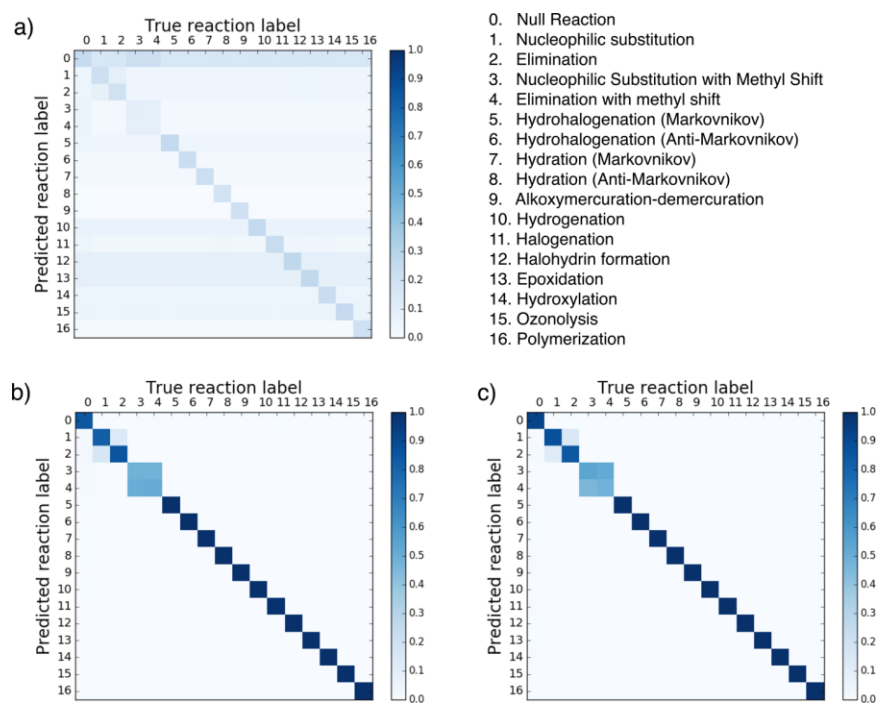 a)
True reaction label
0 1 2 3 4 5 6 7 8 9 10 11 12 13 14 15 16
Predicted reaction label
0
1
2
3
4
5
6
7
8
9
10
11
12
13
14
15
16
1.0
0.9
0.8
0.7
0.6
0.5
0.4
0.3
0.2
0.1
0.0
0. Null Reaction
1. Nucleophilic substitution
2. Elimination
3. Nucleophilic Substitution with Methyl Shift
4. Elimination with methyl shift
5. Hydrohalogenation (Markovnikov)
6. Hydrohalogenation (Anti-Markovnikov)
7. Hydration (Markovnikov)
8. Hydration (Anti-Markovnikov)
9. Alkoxymercuration-demercuration
10. Hydrogenation
11. Halogenation
12. Halohydrin formation
13. Epoxidation
14. Hydroxylation
15. Ozonolysis
16. Polymerization
b)
True reaction label
0 1 2 3 4 5 6 7 8 9 10 11 12 13 14 15 16
Predicted reaction label
0
1
2
3
4
5
6
7
8
9
10
11
12
13
14
15
16
1.0
0.9
0.8
0.7
0.6
0.5
0.4
0.3
0.2
0.1
0.0
c)
True reaction label
0 1 2 3 4 5 6 7 8 9 10 11 12 13 14 15 16
Predicted reaction label
0
1
2
3
4
5
6
7
8
9
10
11
12
13
14
15
16
1.0
0.9
0.8
0.7
0.6
0.5
0.4
0.3
0.2
0.1
0.0